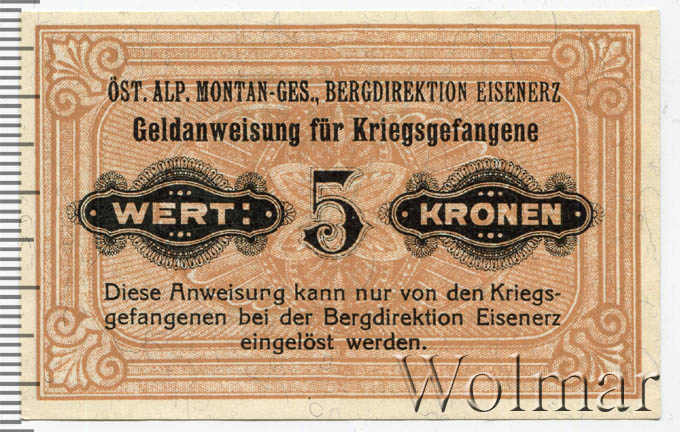 ÖST. ALP. MONTAN-GES., BERGDIREKTION EISENERZ
Geldanweisung für Kriegsgefangene
WERT: 5 KRONEN
Diese Anweisung kann nur von den Kriegs-
gefangenen bei der Bergdirektion Eisenerz
eingelöst werden.
Wolmar